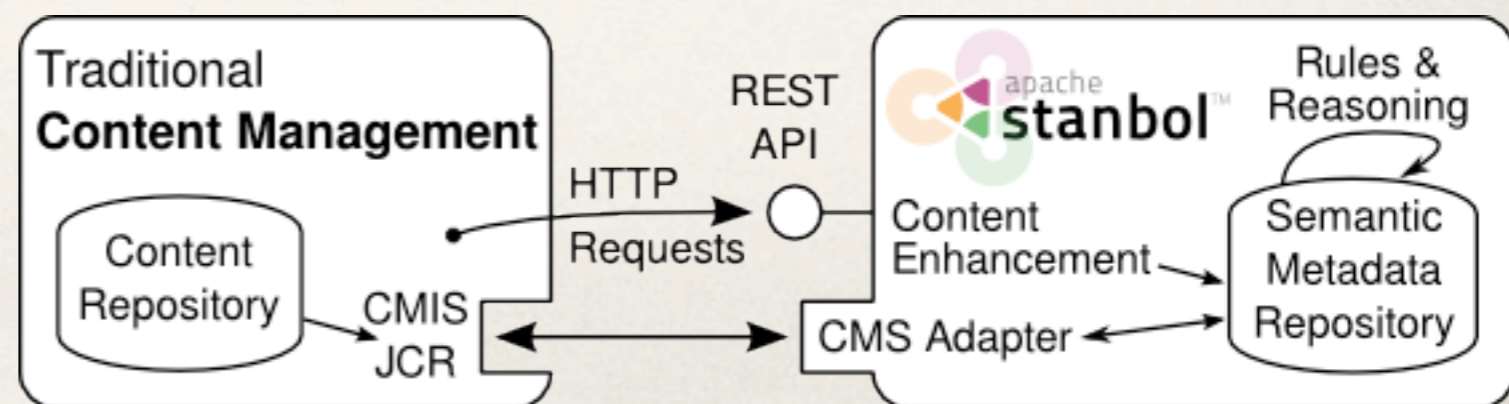 Traditional
Content Management
Content
Repository
CMIS
JCR
HTTP
Requests
REST
API
apache
stanbol™
Rules &
Reasoning
Content
Enhancement
CMS Adapter
Semantic
Metadata
Repository